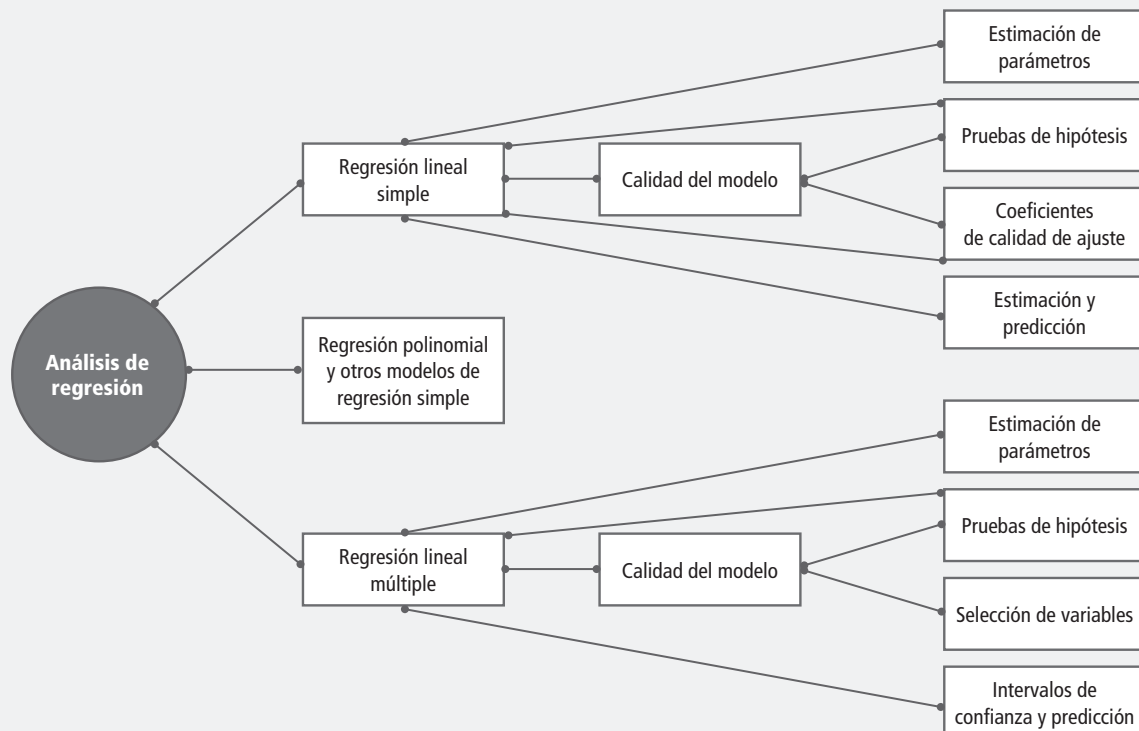 Análisis de
regresión
Regresión lineal
simple
Calidad del modelo
Estimación de
parámetros
Pruebas de hipótesis
Coeficientes
de calidad de ajuste
Estimación y
predicción
Regresión polinomial
y otros modelos de
regresión simple
Regresión lineal
múltiple
Calidad del modelo
Estimación de
parámetros
Pruebas de hipótesis
Selección de variables
Intervalos de
confianza y predicción